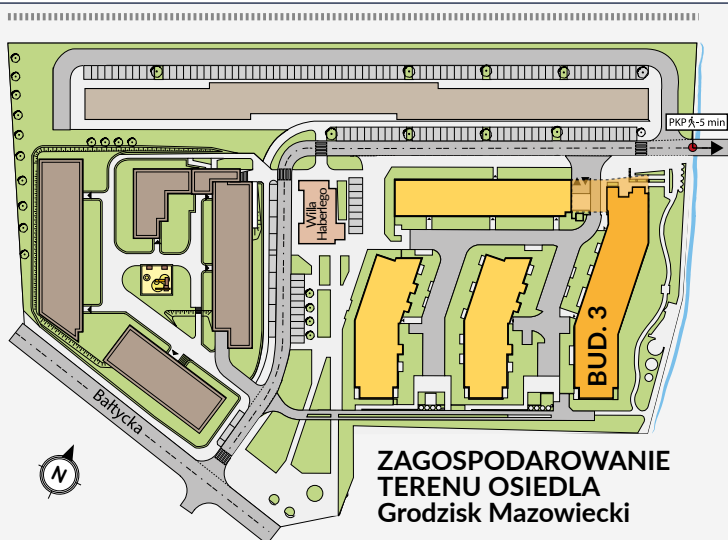 PKP -5 min
Willa
Haberlego
BUD. 3
Bałtycka
N
ZAGOSPODAROWANIE
TERENU OSIEDLA
Grodzisk Mazowiecki